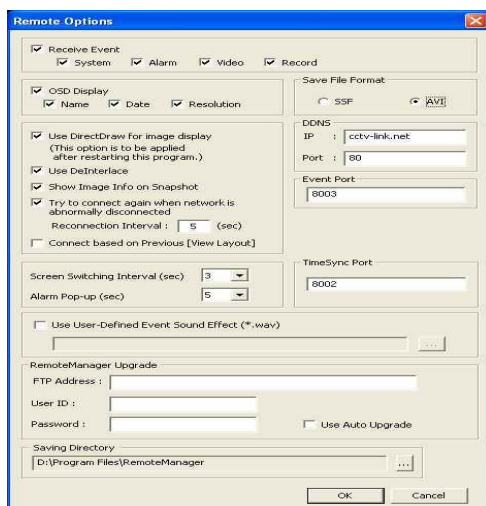 Remote Options
Receive Event
System Alarm Video Record
OSD Display
Name Date Resolution
Save File Format
SSF AVI
Use DirectDraw for image display
(This option is to be applied
after restarting this program.)
Use DeInterlace
Show Image Info on Snapshot
Try to connect again when network is
abnormally disconnected
Reconnection Interval : 5 (sec)
Connect based on Previous [View Layout]
DDNS
IP : cctv-link.net
Port : 80
Event Port
8003
Screen Switching Interval (sec) 3
Alarm Pop-up (sec) 5
TimeSync Port
8002
Use User-Defined Event Sound Effect (*.wav)
...
RemoteManager Upgrade
FTP Address :
User ID :
Password :
Use Auto Upgrade
Saving Directory
D:\Program Files\RemoteManager ...
OK Cancel